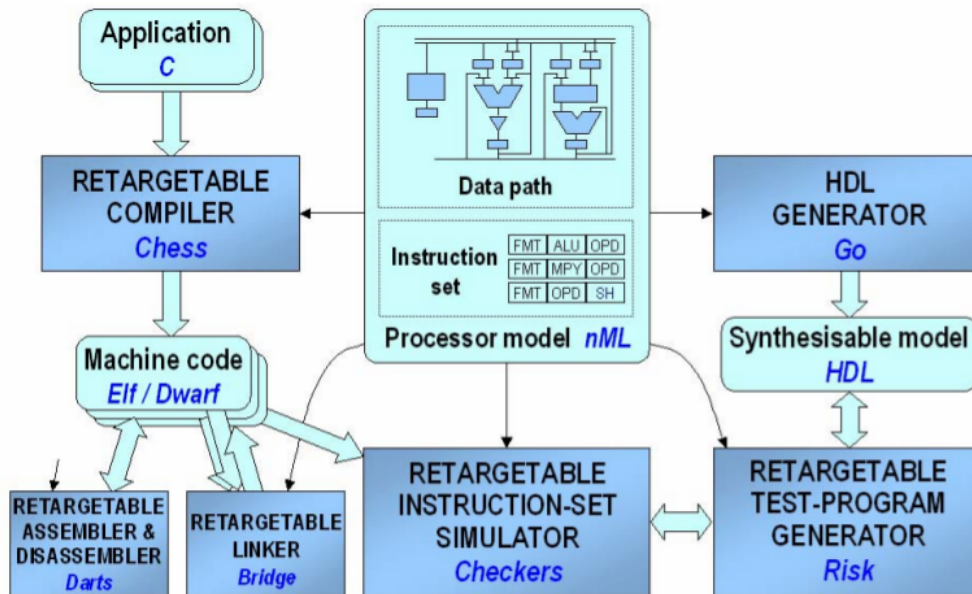 Application
C
RETARGETABLE
COMPILER
Chess
Machine code
Elf / Dwarf
RETARGETABLE
ASSEMBLER &
DISASSEMBLER
Darts
RETARGETABLE
LINKER
Bridge
Data path
Instruction
set
FMT ALU OPD
FMT MPY OPD
FMT OPD SH
Processor model nML
RETARGETABLE
INSTRUCTION-SET
SIMULATOR
Checkers
HDL
GENERATOR
Go
Synthesisable model
HDL
RETARGETABLE
TEST-PROGRAM
GENERATOR
Risk